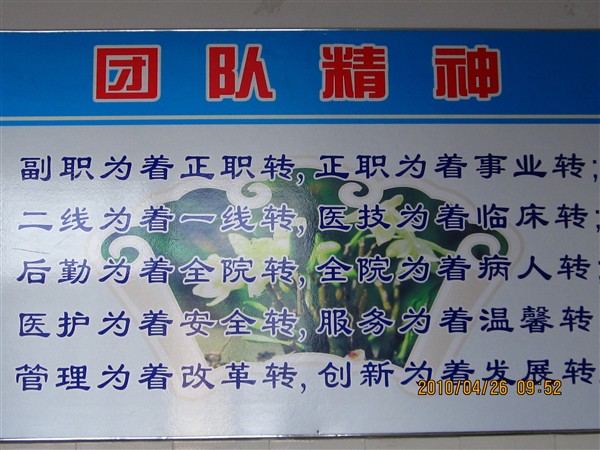 团队精神
副职为着正职转,正职为着事业转;
二线为着一线转,医技为着临床转;
后勤为着全院转,全院为着病人转
医护为着安全转,服务为着温馨转
管理为着改革转,创新为着发展转
2010/04/26 09:52